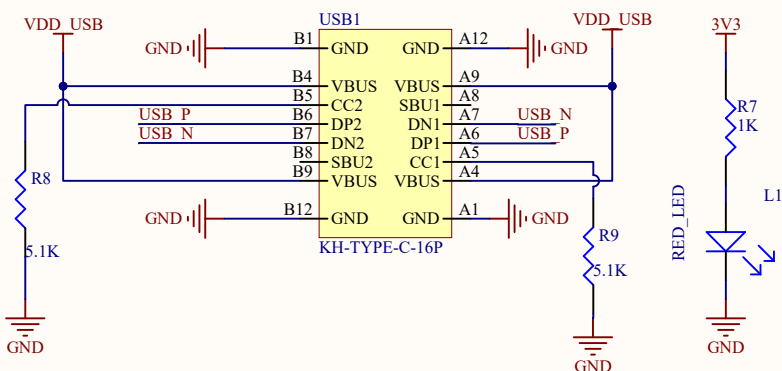 USB1
VDD_USB
VDD_USB
3V3
GND
B1
GND
GND
A12
GND
B4
VBUS
VBUS
A9
B5
CC2
SBU1
A8
R7
1K
USB_P
B6
DP2
DN1
A7
USB_N
USB_N
B7
DN2
DP1
A6
USB_P
B8
SBU2
CC1
A5
R8
B9
VBUS
VBUS
A4
L1
GND
B12
GND
GND
A1
GND
RED_LED
R9
5.1K
KH-TYPE-C-16P
5.1K
GND
GND
GND